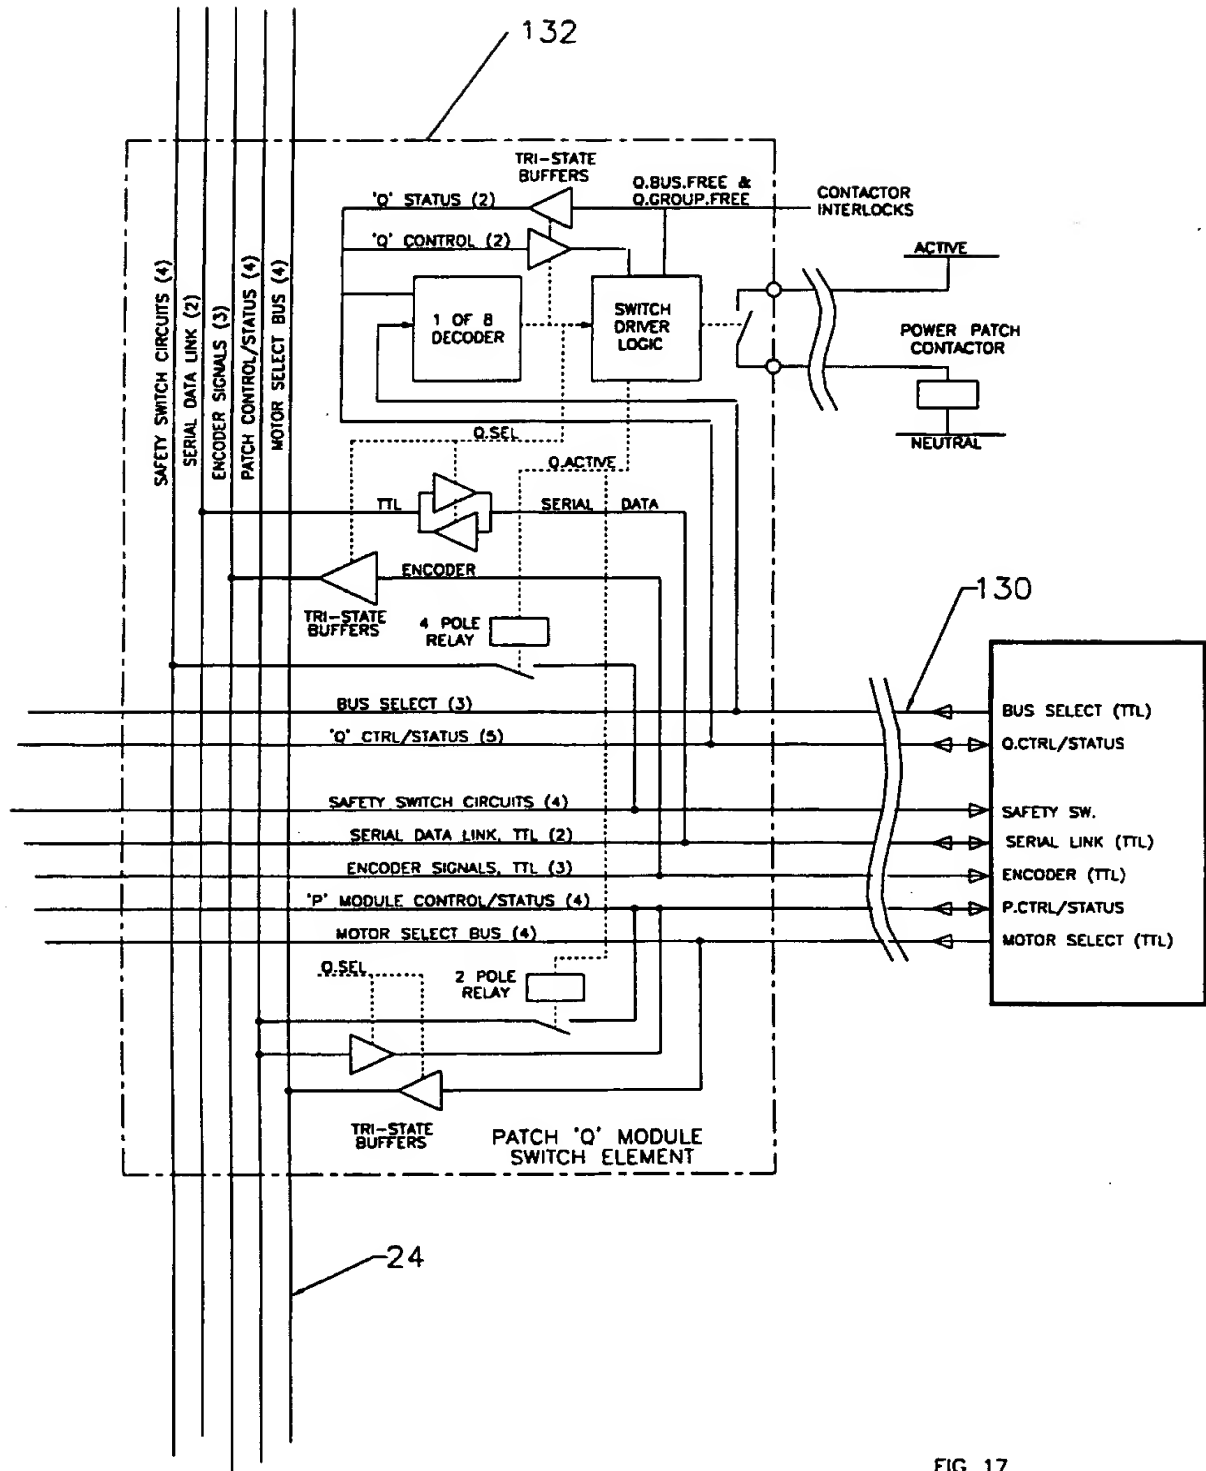 132
TRI-STATE
BUFFERS
'Q' STATUS (2)
Q.BUS.FREE &
Q.GROUP.FREE
CONTACTOR
INTERLOCKS
'Q' CONTROL (2)
ACTIVE
1 OF 8
DECODER
SWITCH
DRIVER
LOGIC
POWER PATCH
CONTACTOR
NEUTRAL
SAFETY SWITCH CIRCUITS (4)
SERIAL DATA LINK (2)
ENCODER SIGNALS (3)
PATCH CONTROL/STATUS (4)
MOTOR SELECT BUS (4)
Q.SEL
Q.ACTIVE
TTL
SERIAL DATA
ENCODER
TRI-STATE
BUFFERS
4 POLE
RELAY
130
BUS SELECT (3)
BUS SELECT (TTL)
'Q' CTRL/STATUS (5)
Q.CTRL/STATUS
SAFETY SWITCH CIRCUITS (4)
SAFETY SW.
SERIAL DATA LINK, TTL (2)
SERIAL LINK (TTL)
ENCODER SIGNALS, TTL (3)
ENCODER (TTL)
'P' MODULE CONTROL/STATUS (4)
P.CTRL/STATUS
MOTOR SELECT BUS (4)
MOTOR SELECT (TTL)
Q.SEL
2 POLE
RELAY
TRI-STATE
BUFFERS
PATCH 'Q' MODULE
SWITCH ELEMENT
24
FIG. 17